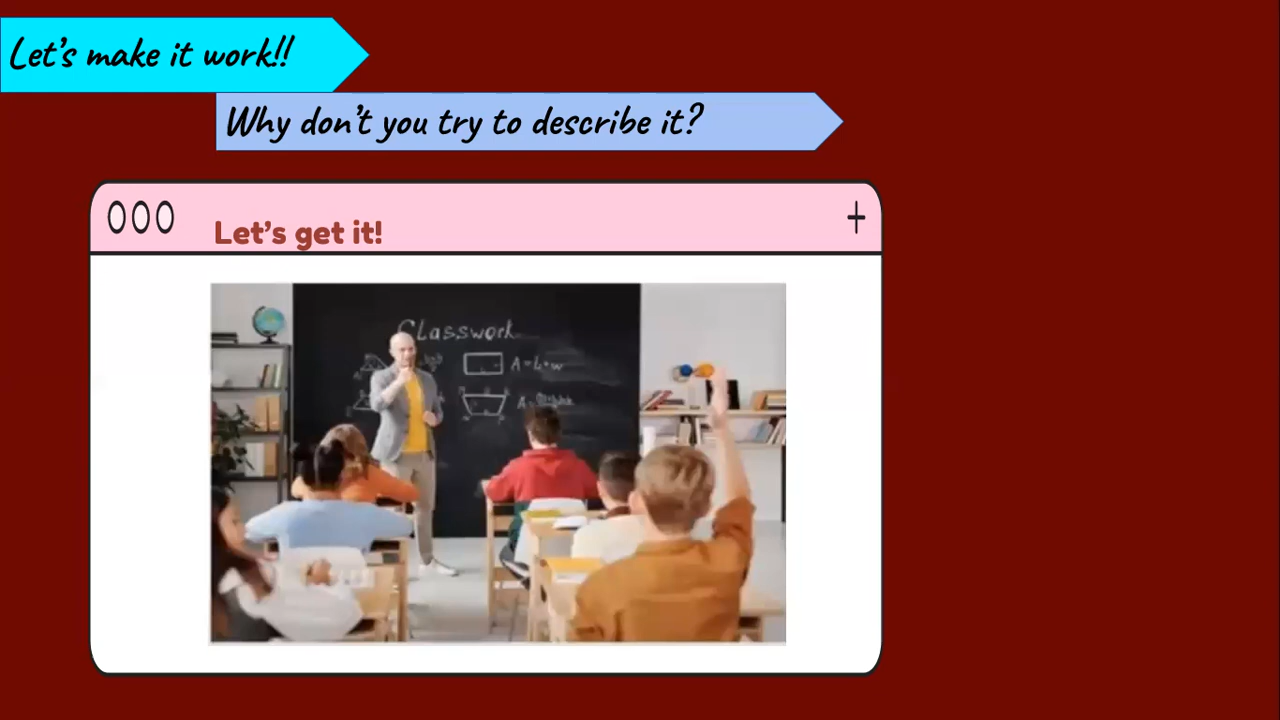 Let's make it work!!
Why don't you try to describe it?
Let's get it!
Classwork
A = L * w